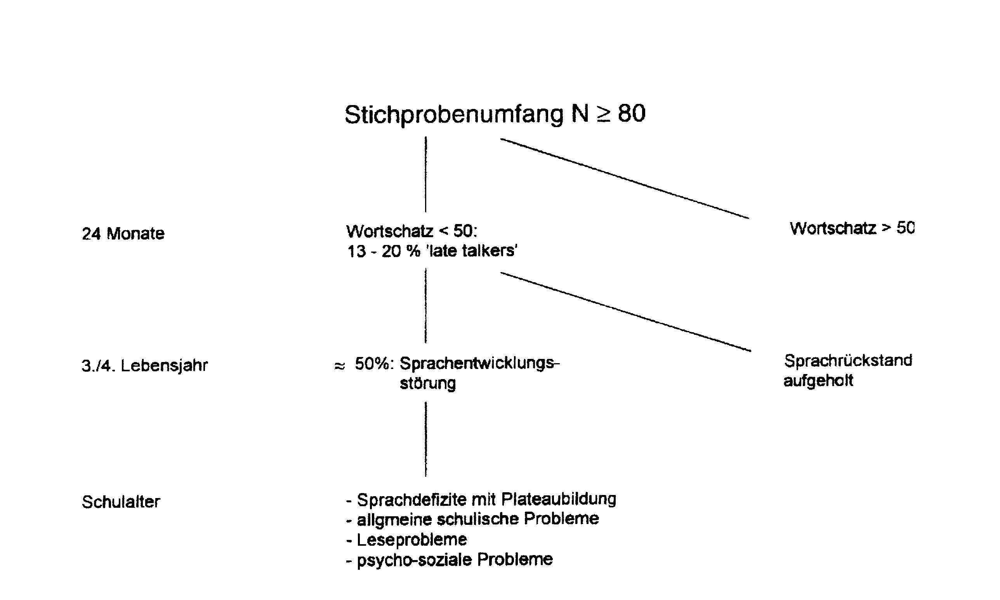 Stichprobenumfang N ≥ 80
24 Monate
Wortschatz < 50:
13 - 20 % 'late talkers'
Wortschatz > 50
3./4. Lebensjahr
≈ 50%: Sprachentwicklungs-
störung
Sprachrückstand
aufgeholt
Schulalter
- Sprachdefizite mit Plateaubildung
- allgmeine schulische Probleme
- Leseprobleme
- psycho-soziale Probleme